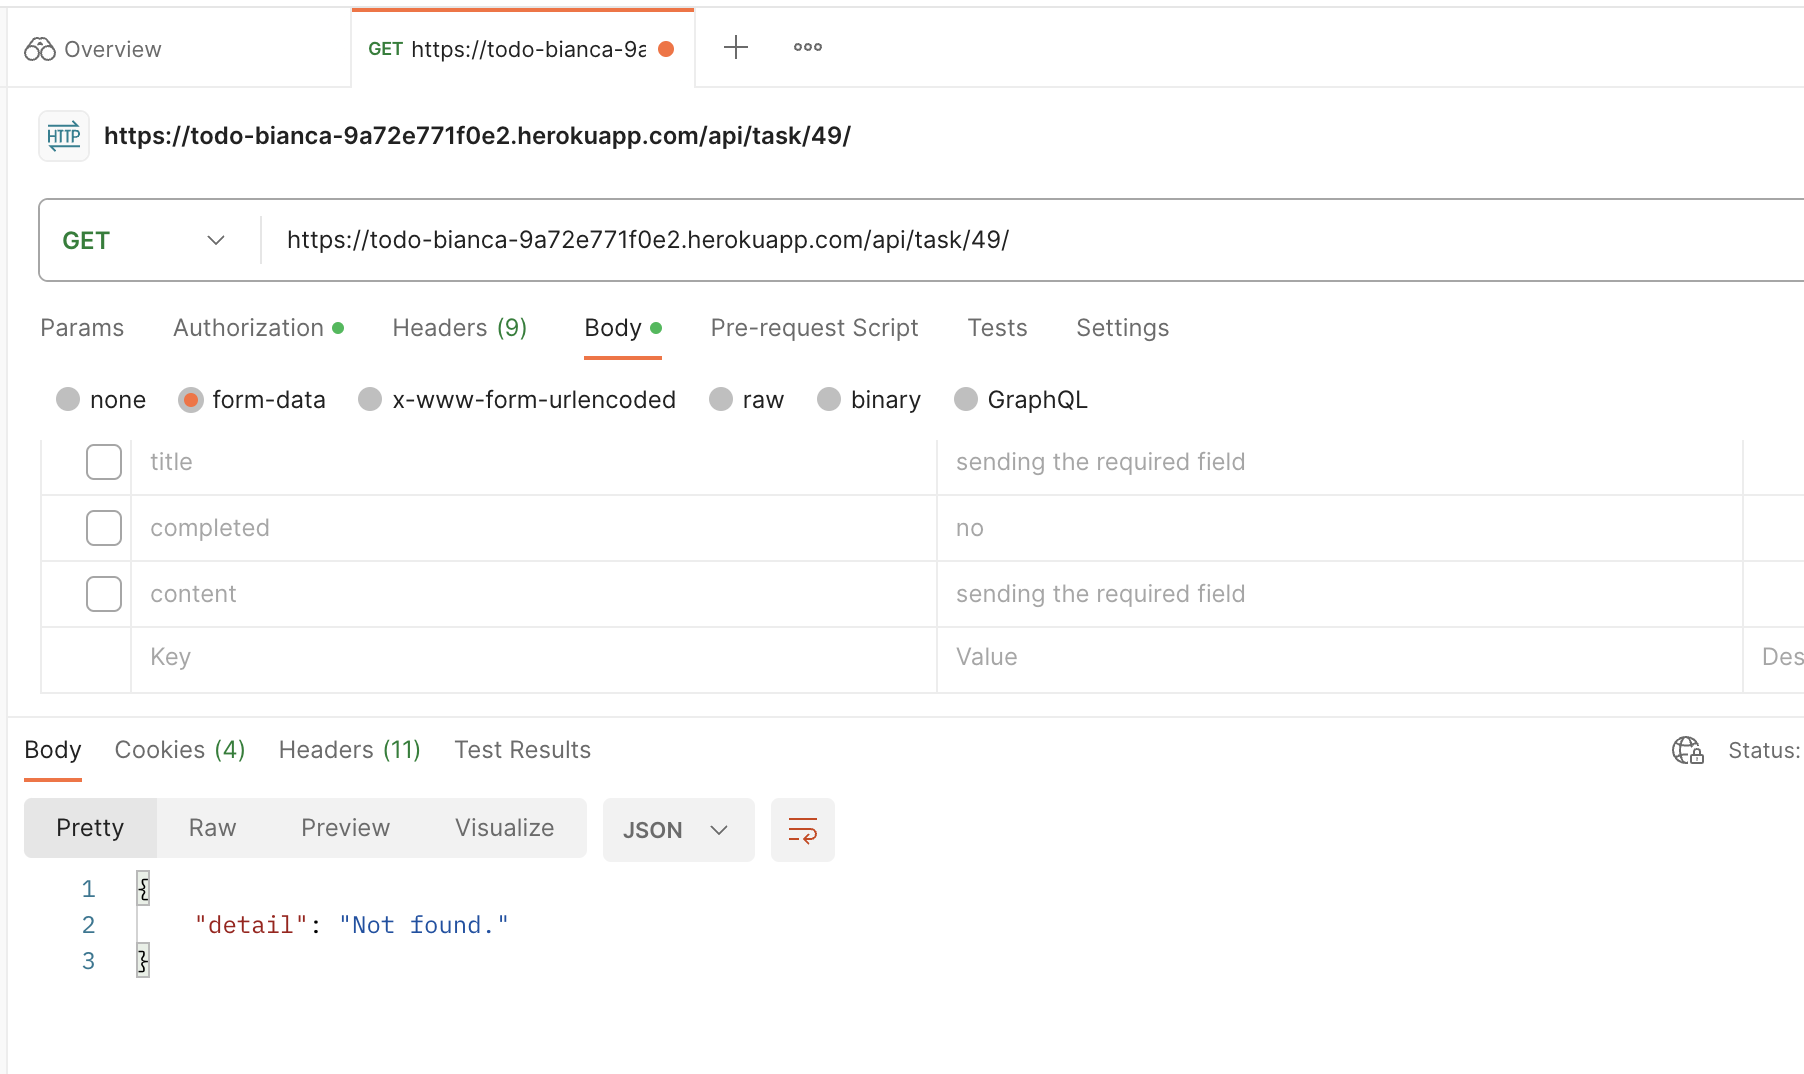 Overview
GET https://todo-bianca-9a
HTTP https://todo-bianca-9a72e771f0e2.herokuapp.com/api/task/49/
GET https://todo-bianca-9a72e771f0e2.herokuapp.com/api/task/49/
Params Authorization Headers (9) Body Pre-request Script Tests Settings
none form-data x-www-form-urlencoded raw binary GraphQL
title sending the required field
completed no
content sending the required field
Key Value Des
Body Cookies (4) Headers (11) Test Results Status:
Pretty Raw Preview Visualize JSON
1 {
2 "detail": "Not found."
3 }